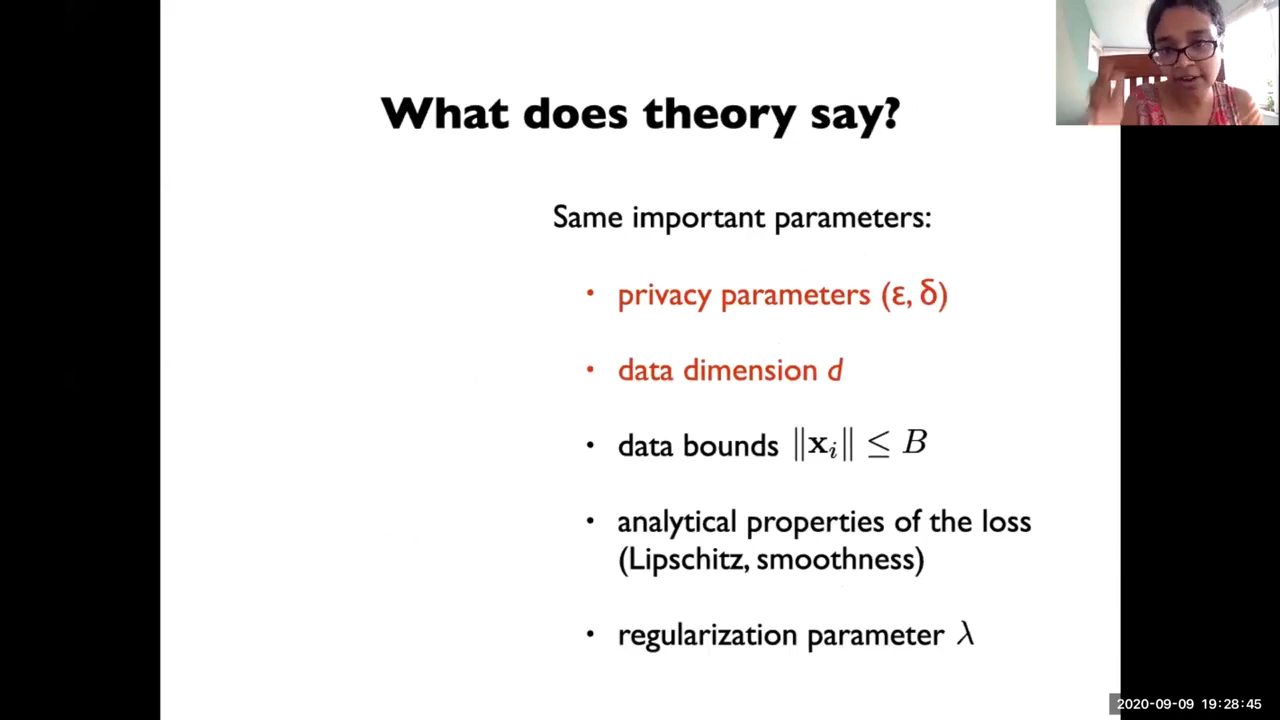 What does theory say?
Same important parameters:
• privacy parameters (ε, δ)
• data dimension d
• data bounds ‖x_i‖ ≤ B
• analytical properties of the loss
(Lipschitz, smoothness)
• regularization parameter λ
2020-09-09 19:28:45